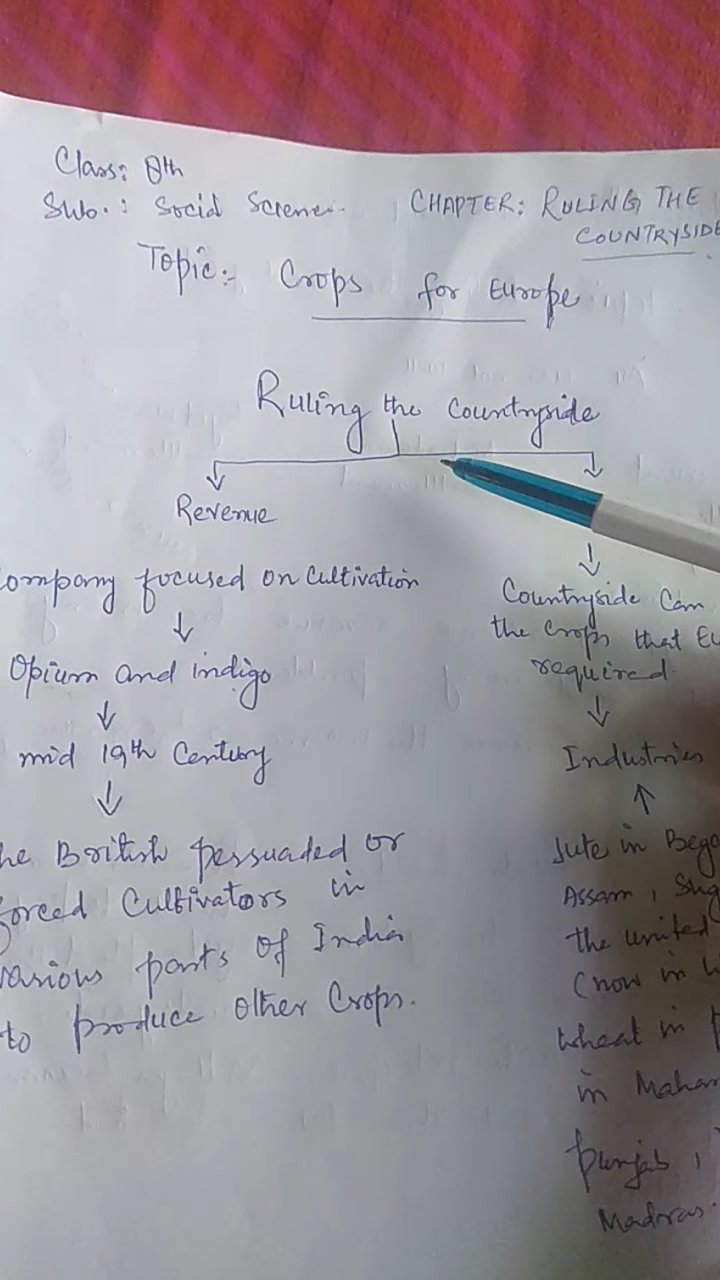 Class: 8th
Sub.: Social Science
CHAPTER: RULING THE
COUNTRYSIDE
Topic:- Crops for Europe
Ruling the Countryside
Revenue
ompany focused on Cultivation
Opium and indigo
mid 19th Century
he British persuaded or
forced Cultivators in
various parts of India
to produce other Crops.
Countryside Can
the Crops that Eu
required.
Industries
Jute in
Assam, Sug
the United
(now in U
Wheat in P
in Mahar
Punjab,
Madras.